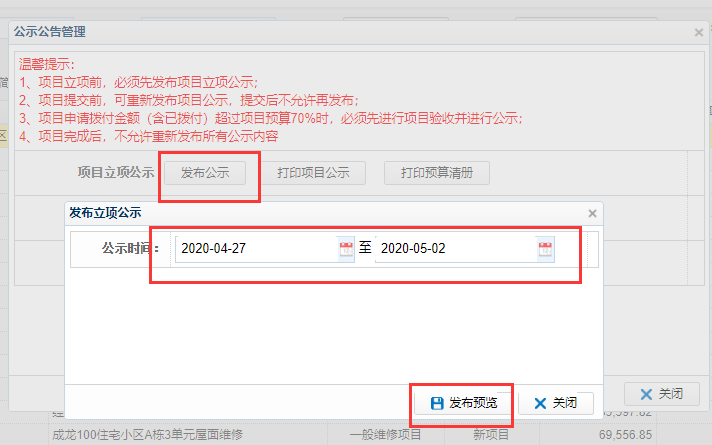 公示公告管理
温馨提示：
1、项目立项前，必须先发布项目立项公示；
2、项目提交前，可重新发布项目公示，提交后不允许再发布；
3、项目申请拨付金额（含已拨付）超过项目预算70%时，必须先进行项目验收并进行公示；
4、项目完成后，不允许重新发布所有公示内容
简
区
项目立项公示 发布公示 打印项目公示 打印预算清册
发布立项公示
公示时间： 2020-04-27 至 2020-05-02
发布预览 关闭
关闭
成龙100住宅小区A栋3单元屋面维修 一般维修项目 新项目 69,556.85